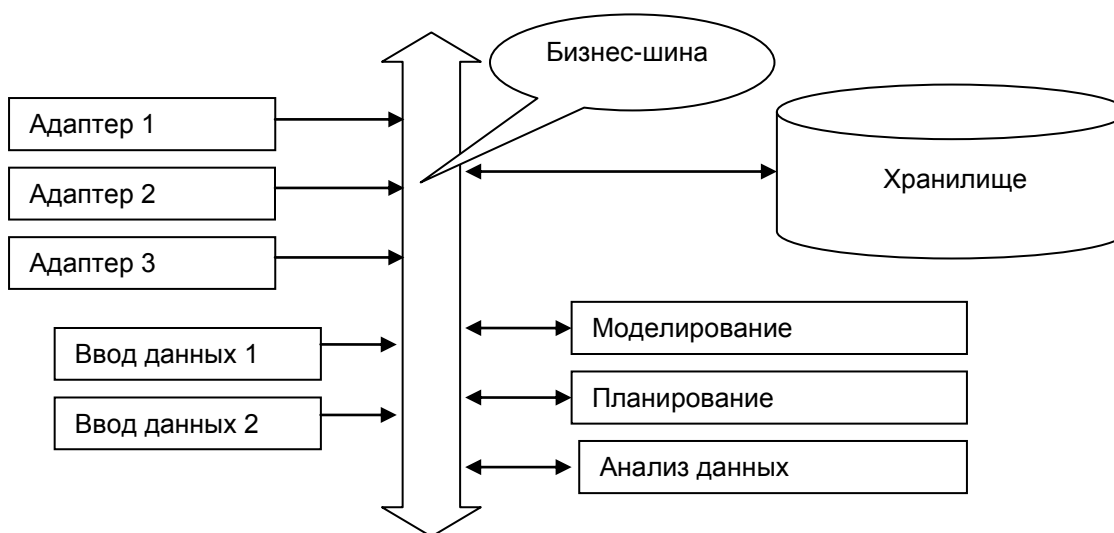 Бизнес-шина
Адаптер 1
Адаптер 2
Хранилище
Адаптер 3
Моделирование
Ввод данных 1
Планирование
Ввод данных 2
Анализ данных